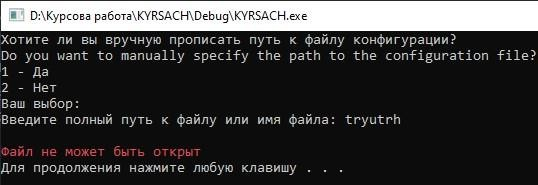 D:\Курсова работа\KYRSACH\Debug\KYRSACH.exe
Хотите ли вы вручную прописать путь к файлу конфигурации?
Do you want to manually specify the path to the configuration file?
1 - Да
2 - Нет
Ваш выбор:
Введите полный путь к файлу или имя файла: tryutrh
Файл не может быть открыт
Для продолжения нажмите любую клавишу . . .